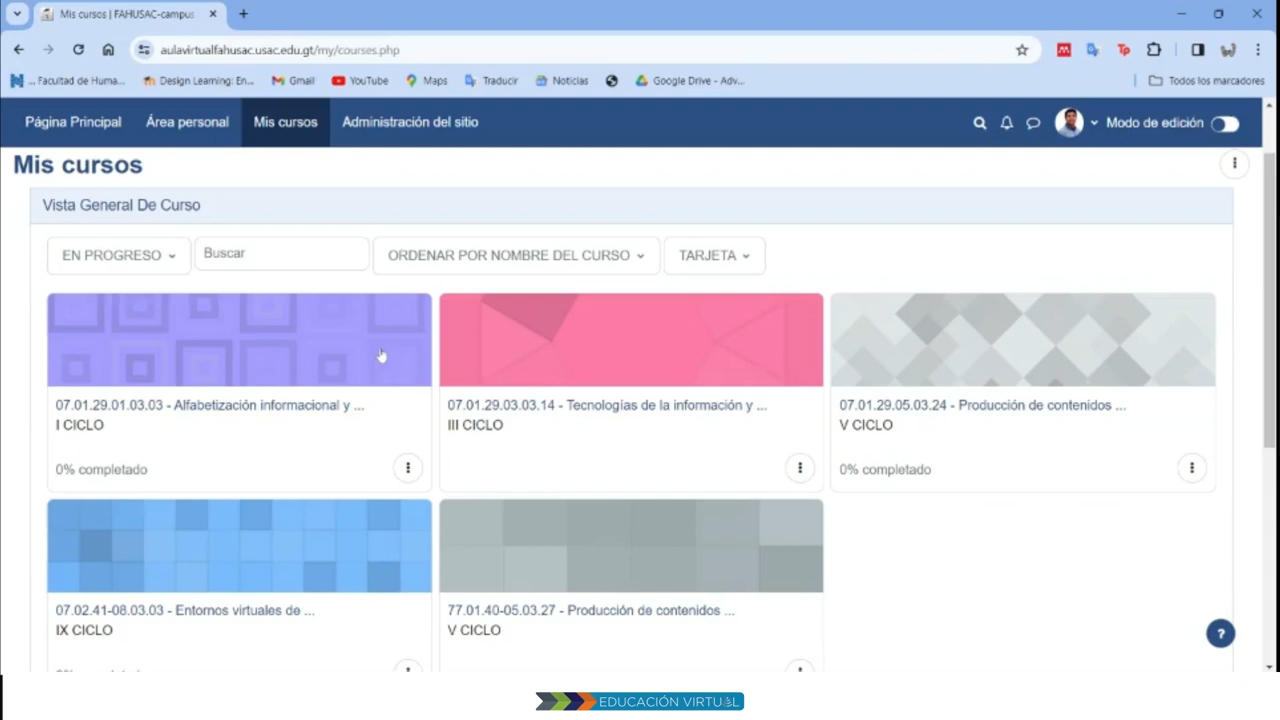 Mis cursos | FAHUSAC-campus
aulavirtualfahusac.usac.edu.gt/my/courses.php
... Facultad de Huma... Design Learning: En... Gmail YouTube Maps Traducir Noticias Google Drive - Adv... Todos los marcadores
Página Principal Área personal Mis cursos Administración del sitio Modo de edición
Mis cursos
Vista General De Curso
EN PROGRESO Buscar ORDENAR POR NOMBRE DEL CURSO TARJETA
07.01.29.01.03.03 - Alfabetización informacional y ...
I CICLO
0% completado
07.01.29.03.03.14 - Tecnologías de la información y ...
III CICLO
07.01.29.05.03.24 - Producción de contenidos ...
V CICLO
0% completado
07.02.41-08.03.03 - Entornos virtuales de ...
IX CICLO
77.01.40-05.03.27 - Producción de contenidos ...
V CICLO
?
EDUCACIÓN VIRTUAL